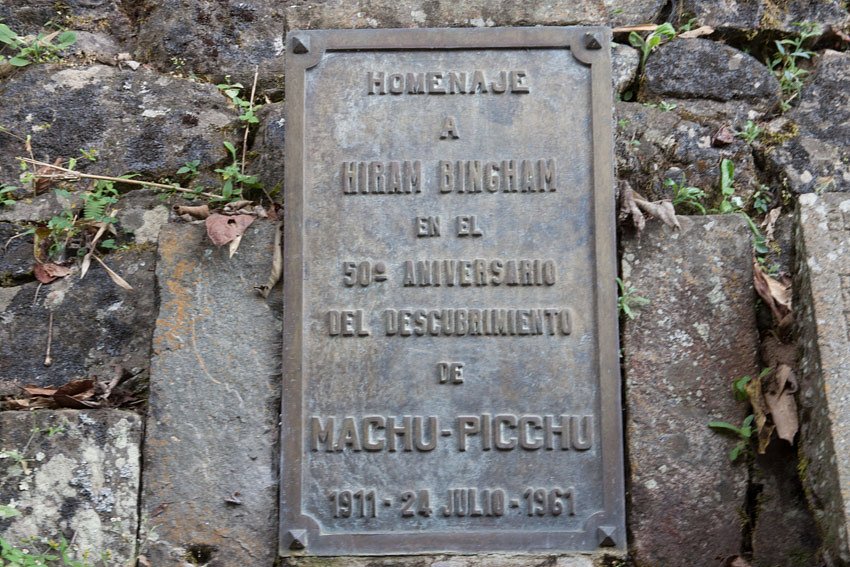 HOMENAJE
A
HIRAM BINGHAM
EN EL
50º ANIVERSARIO
DEL DESCUBRIMIENTO
DE
MACHU-PICCHU
1911 - 24 JULIO - 1961